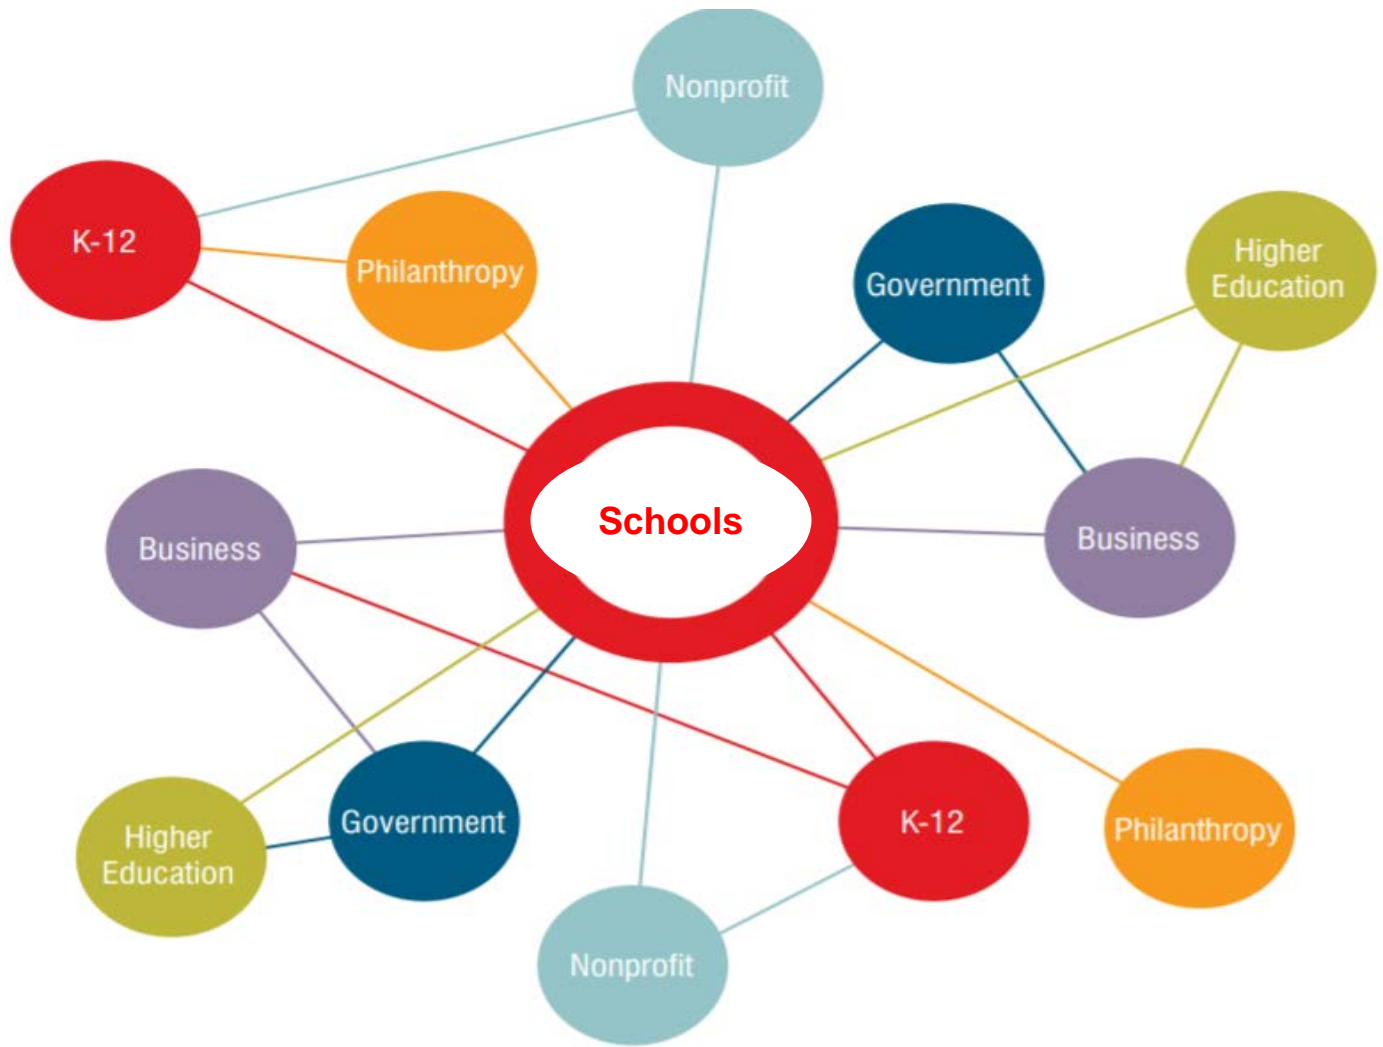 Nonprofit
K-12
Philanthropy
Government
Higher
Education
Schools
Business
Business
Higher
Education
Government
K-12
Philanthropy
Nonprofit